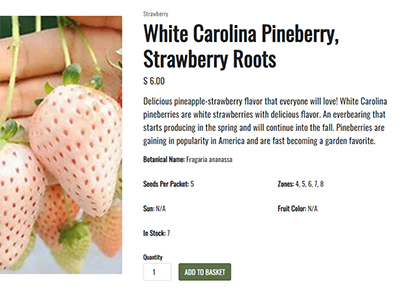 Strawberry
White Carolina Pineberry,
Strawberry Roots
$ 6.00
Delicious pineapple-strawberry flavor that everyone will love! White Carolina
pineberries are white strawberries with delicious flavor. An everbearing that
starts producing in the spring and will continue into the fall. Pineberries are
gaining in popularity in America and are fast becoming a garden favorite.
Botanical Name: Fragaria ananassa
Seeds Per Packet: 5 Zones: 4, 5, 6, 7, 8
Sun: N/A Fruit Color: N/A
In Stock: 7
Quantity
1 ADD TO BASKET